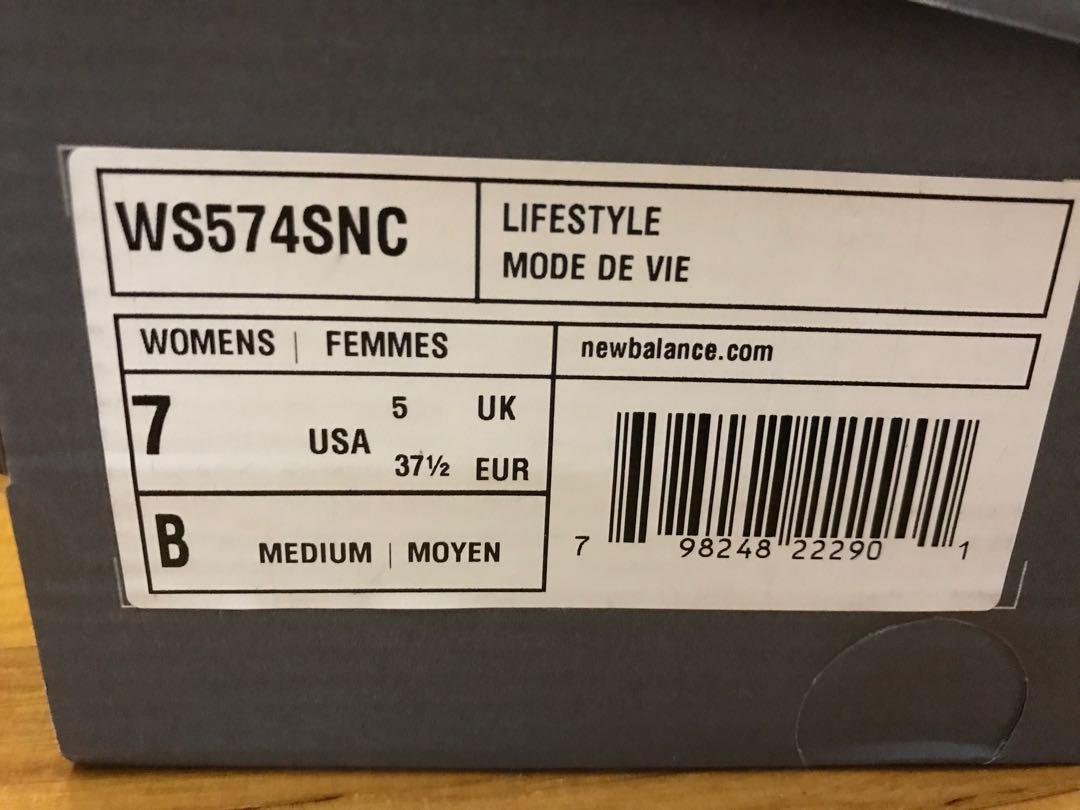 WS574SNC
LIFESTYLE
MODE DE VIE
WOMENS | FEMMES
newbalance.com
7 USA
5 UK
37½ EUR
B MEDIUM | MOYEN
7 98248 22290 1